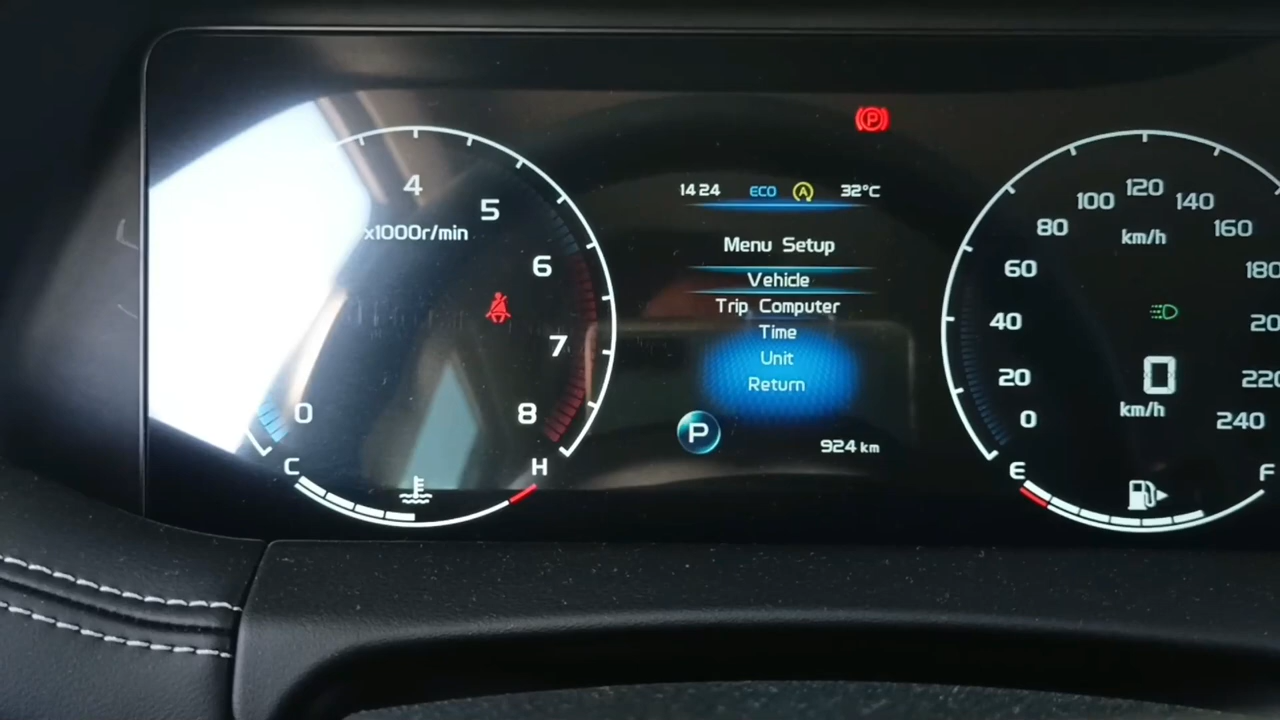 14 24 ECO A 32°C
Menu Setup
Vehicle
Trip Computer
Time
Unit
Return
P
924 km
4
5
x1000r/min
6
7
0
8
C
H
P
120
100
140
80
160
km/h
60
180
40
20
0
220
km/h
0
240
E
F